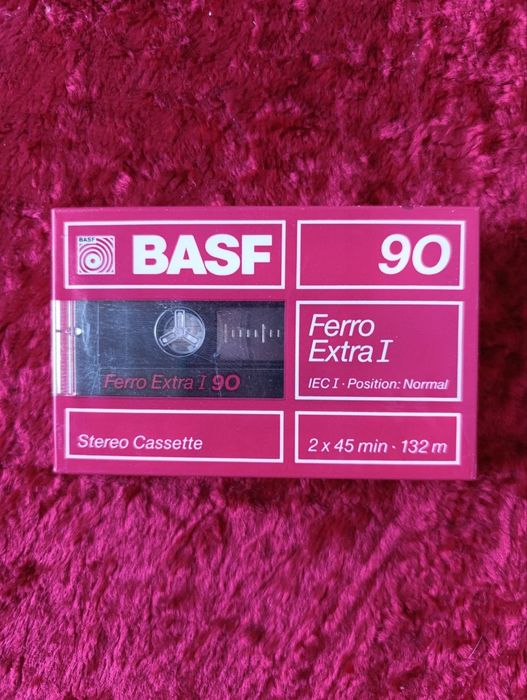 BASF
BASF
90
Ferro
Extra I
IEC I · Position: Normal
Ferro Extra I 90
Stereo Cassette
2 x 45 min · 132 m